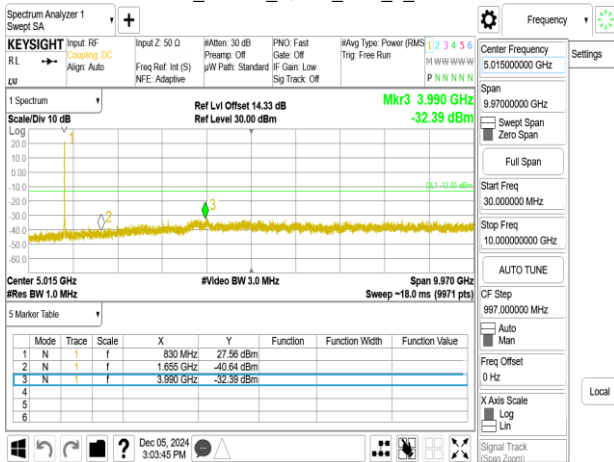 Spectrum Analyzer 1
Swept SA
+
Frequency
KEYSIGHT
RL
Input: RF
Coupling: DC
Align: Auto
Input Z: 50 Ω
Freq Ref: Int (S)
NFE: Adaptive
#Atten: 30 dB
Preamp: Off
µW Path: Standard
PNO: Fast
Gate: Off
IF Gain: Low
Sig Track: Off
#Avg Type: Power (RMS
Trig: Free Run
1 2 3 4 5 6
M W W W W W
P N N N N N
Center Frequency
5.015000000 GHz
Settings
Span
9.97000000 GHz
Swept Span
Zero Span
Full Span
Start Freq
30.000000 MHz
Stop Freq
10.000000000 GHz
AUTO TUNE
CF Step
997.000000 MHz
Auto
Man
Freq Offset
0 Hz
X Axis Scale
Log
Lin
Signal Track
(Span Zoom)
Local
1 Spectrum
Scale/Div 10 dB
Ref Lvl Offset 14.33 dB
Ref Level 30.00 dBm
Mkr3 3.990 GHz
-32.39 dBm
Log
20.0
10.0
0.00
-10.0
-20.0
-30.0
-40.0
-50.0
-60.0
1
2
3
DL1 -13.00 dBm
Center 5.015 GHz
#Res BW 1.0 MHz
#Video BW 3.0 MHz
Span 9.970 GHz
Sweep ~18.0 ms (9971 pts)
5 Marker Table
Mode Trace Scale X Y Function Function Width Function Value
1 N 1 f 830 MHz 27.56 dBm
2 N 1 f 1.655 GHz -40.64 dBm
3 N 1 f 3.990 GHz -32.39 dBm
4
5
6
?
Dec 05, 2024
3:03:45 PM